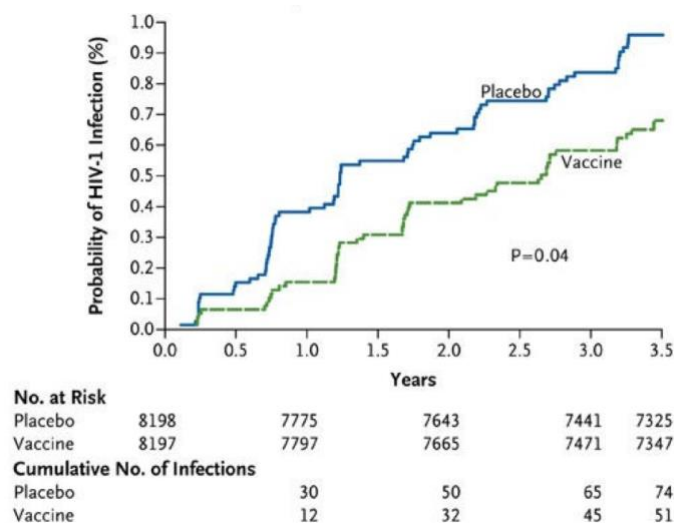 Probability of HIV-1 Infection (%)
1.0
0.9
0.8
0.7
0.6
0.5
0.4
0.3
0.2
0.1
0.0
Placebo
Vaccine
P=0.04
0.0 0.5 1.0 1.5 2.0 2.5 3.0 3.5
Years
No. at Risk
Placebo 8198 7775 7643 7441 7325
Vaccine 8197 7797 7665 7471 7347
Cumulative No. of Infections
Placebo 30 50 65 74
Vaccine 12 32 45 51